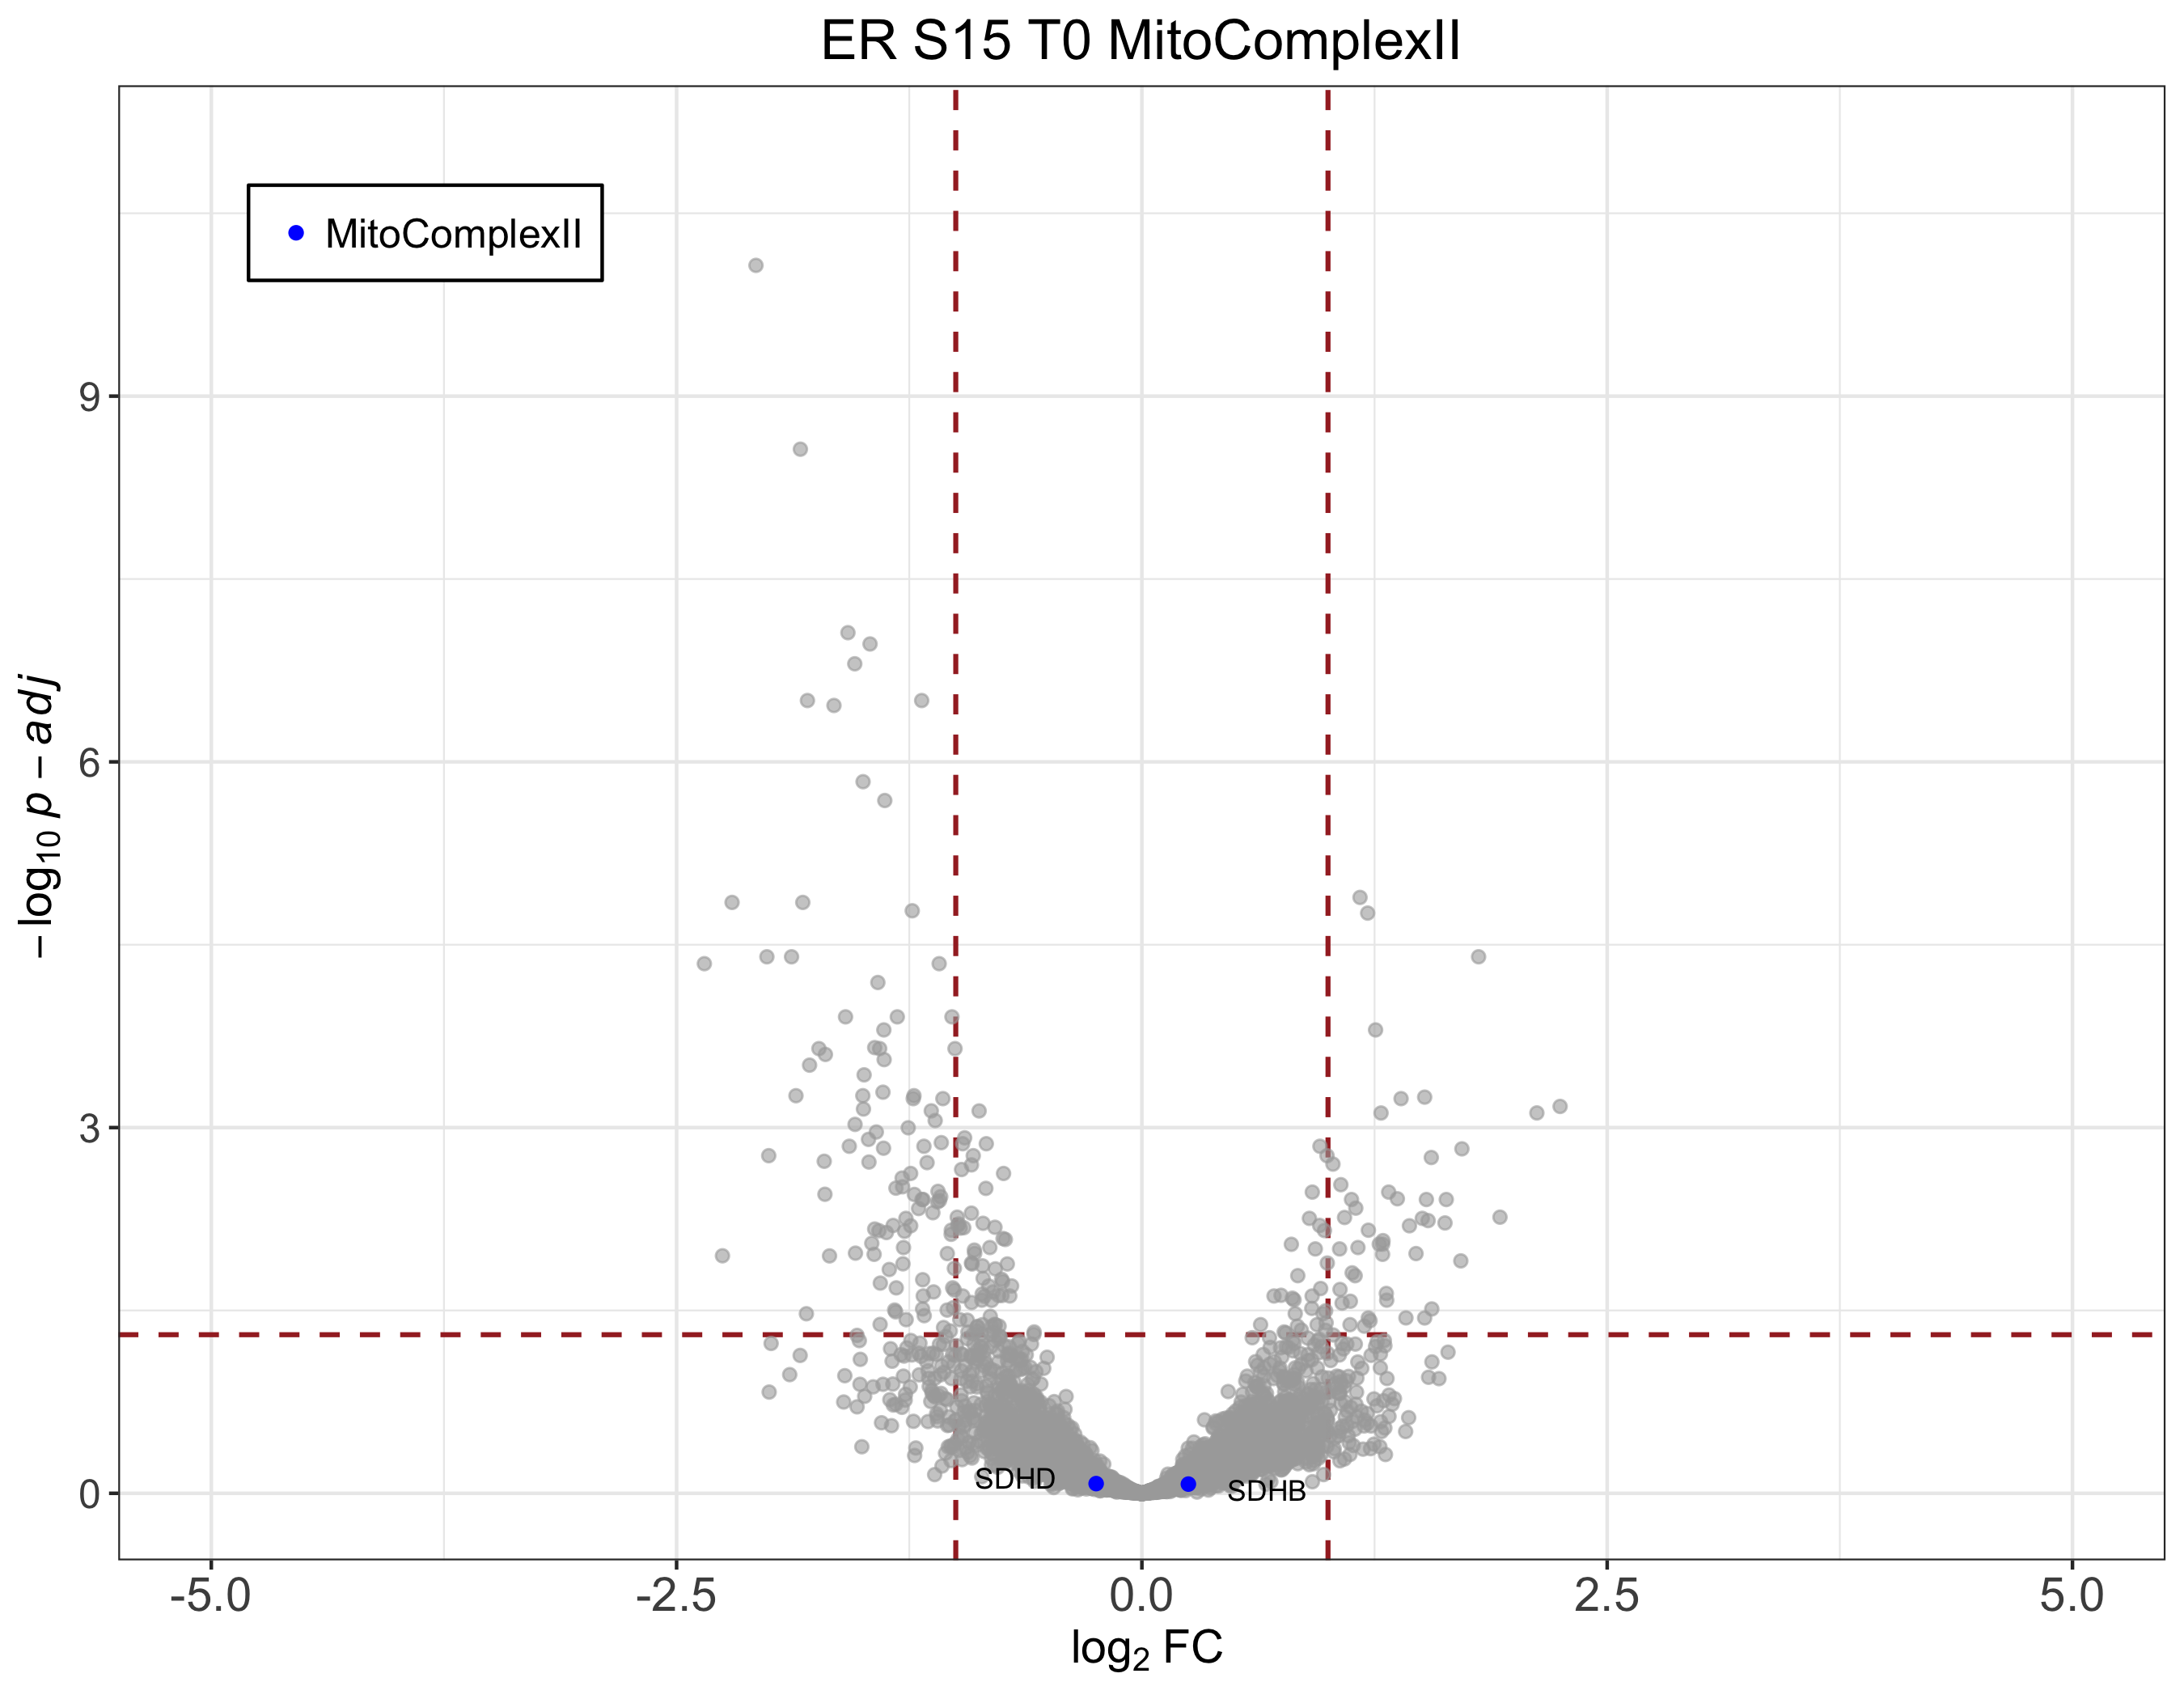 ER S15 T0 MitoComplexII
MitoComplexII
9
6
3
0
−log10 p − adj
SDHD
SDHB
-5.0 -2.5 0.0 2.5 5.0
log2 FC